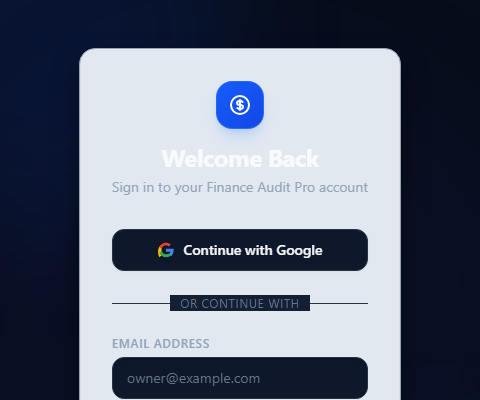 Welcome Back
Sign in to your Finance Audit Pro account
Continue with Google
OR CONTINUE WITH
EMAIL ADDRESS
owner@example.com